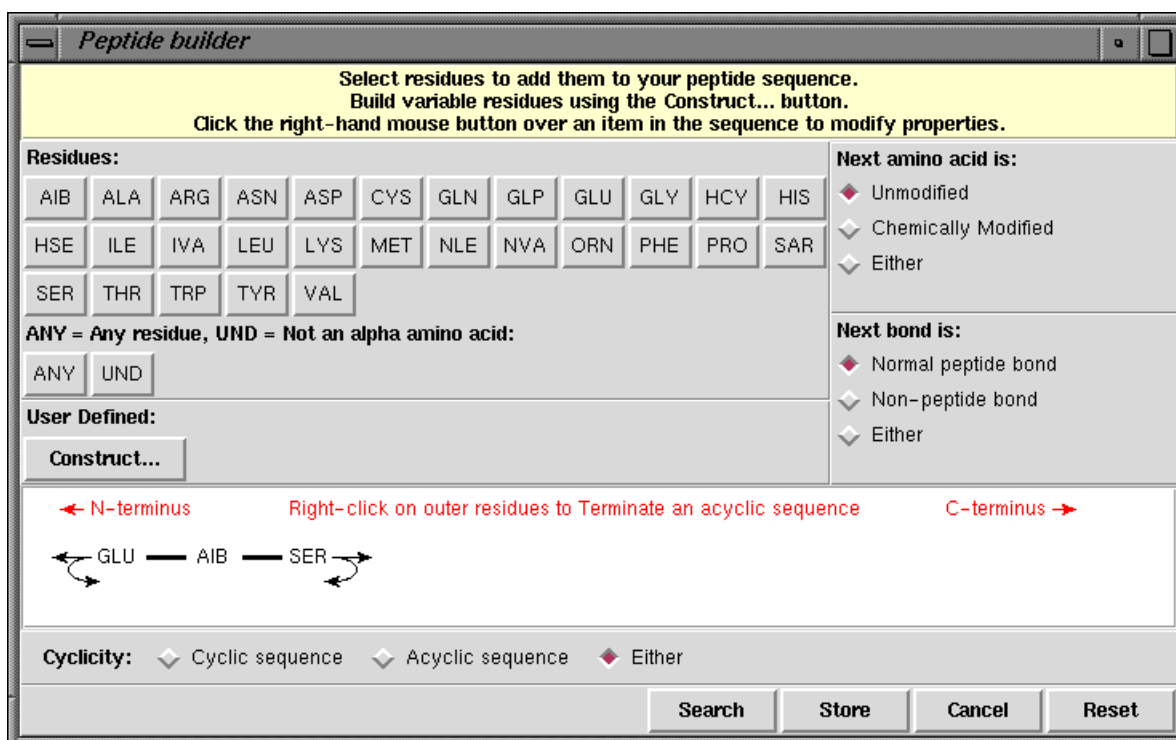 Peptide builder
Select residues to add them to your peptide sequence.
Build variable residues using the Construct... button.
Click the right-hand mouse button over an item in the sequence to modify properties.
Residues:
AIB ALA ARG ASN ASP CYS GLN GLP GLU GLY HCY HIS
HSE ILE IVA LEU LYS MET NLE NVA ORN PHE PRO SAR
SER THR TRP TYR VAL
ANY = Any residue, UND = Not an alpha amino acid:
ANY UND
User Defined:
Construct...
Next amino acid is:
Unmodified
Chemically Modified
Either
Next bond is:
Normal peptide bond
Non-peptide bond
Either
N-terminus Right-click on outer residues to Terminate an acyclic sequence C-terminus
GLU AIB SER
Cyclicity: Cyclic sequence Acyclic sequence Either
Search Store Cancel Reset